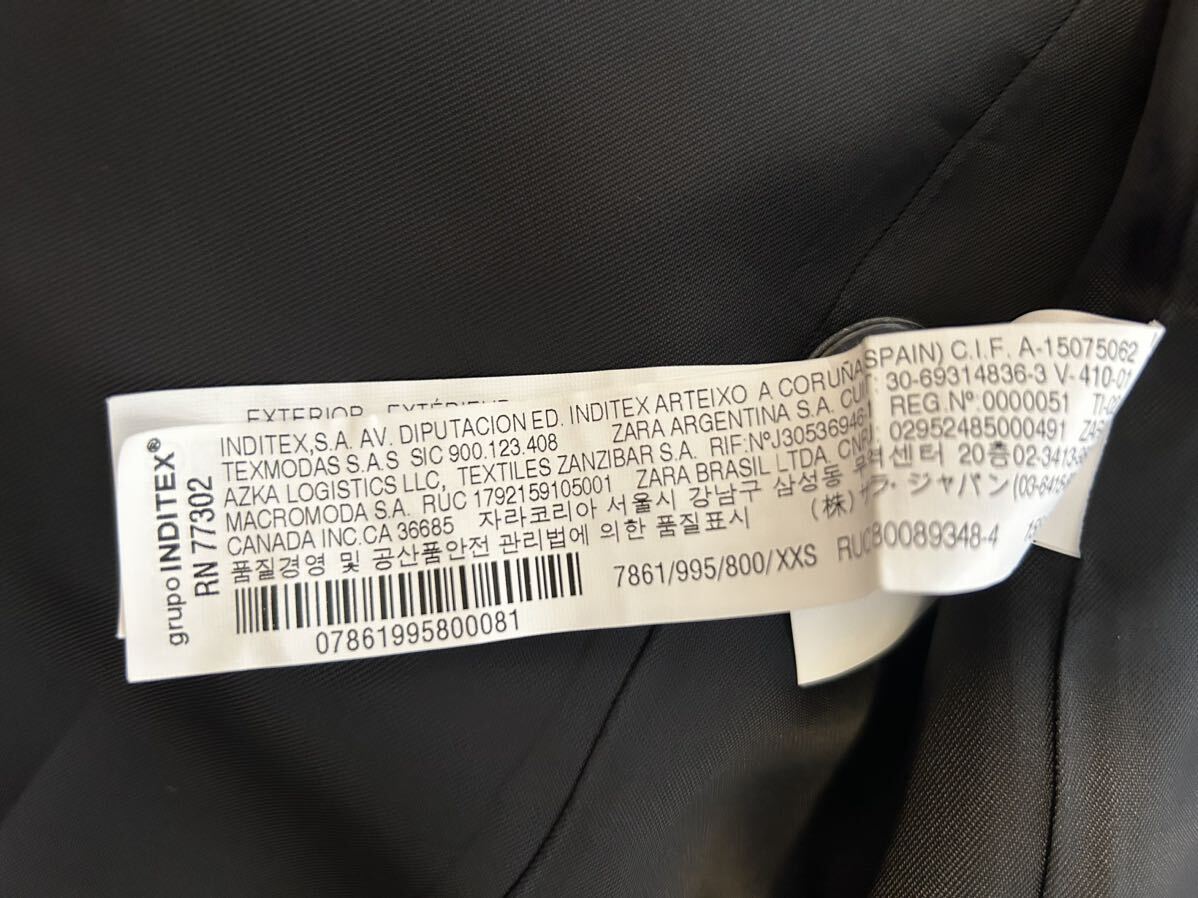 EXTERIOR EXTÉRIEUR
grupo INDITEX®
RN 77302
INDITEX,S.A. AV. DIPUTACION ED. INDITEX ARTEIXO A CORUÑA SPAIN) C.I.F. A-15075062
TEXMODAS S.A.S SIC 900.123.408 ZARA ARGENTINA S.A. CUIT: 30-69314836-3 V-410-01
AZKA LOGISTICS LLC, TEXTILES ZANZIBAR S.A. RIF:NºJ30536946- REG.Nº.0000051
MACROMODA S.A. RUC 1792159105001 ZARA BRASIL LTDA, 02952485000491
CANADA INC.CA 36685 자라코리아 서울시 강남구 삼성동 센터 20층02-3413-
품질경영 및 공산품안전 관리법에 의한 품질표시 (株) ラ・ジャパン(03-6415
7861/995/800/XXS RUC80089348-4
07861995800081